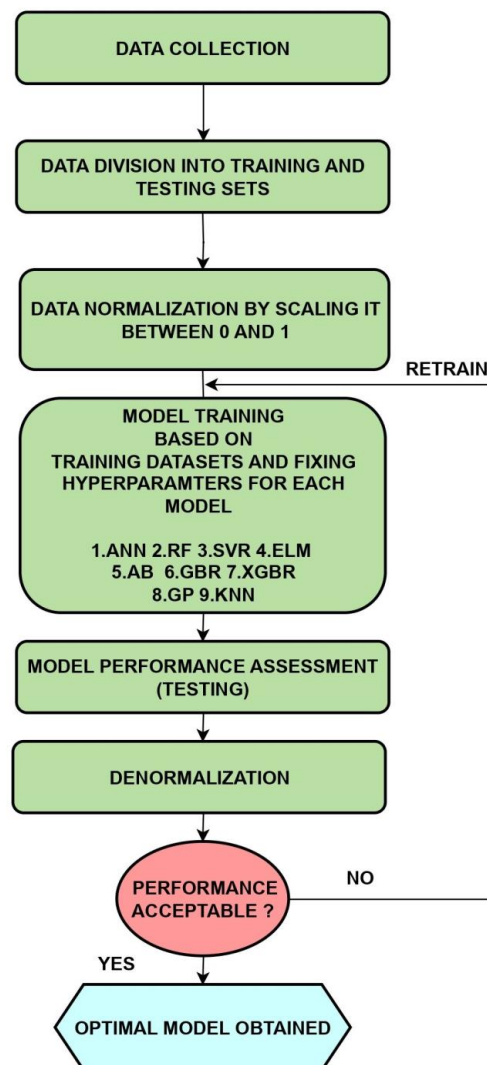 DATA COLLECTION
DATA DIVISION INTO TRAINING AND
TESTING SETS
DATA NORMALIZATION BY SCALING IT
BETWEEN 0 AND 1
RETRAIN
MODEL TRAINING
BASED ON
TRAINING DATASETS AND FIXING
HYPERPARAMTERS FOR EACH
MODEL
1.ANN 2.RF 3.SVR 4.ELM
5.AB 6.GBR 7.XGBR
8.GP 9.KNN
MODEL PERFORMANCE ASSESSMENT
(TESTING)
DENORMALIZATION
PERFORMANCE
ACCEPTABLE ?
NO
YES
OPTIMAL MODEL OBTAINED